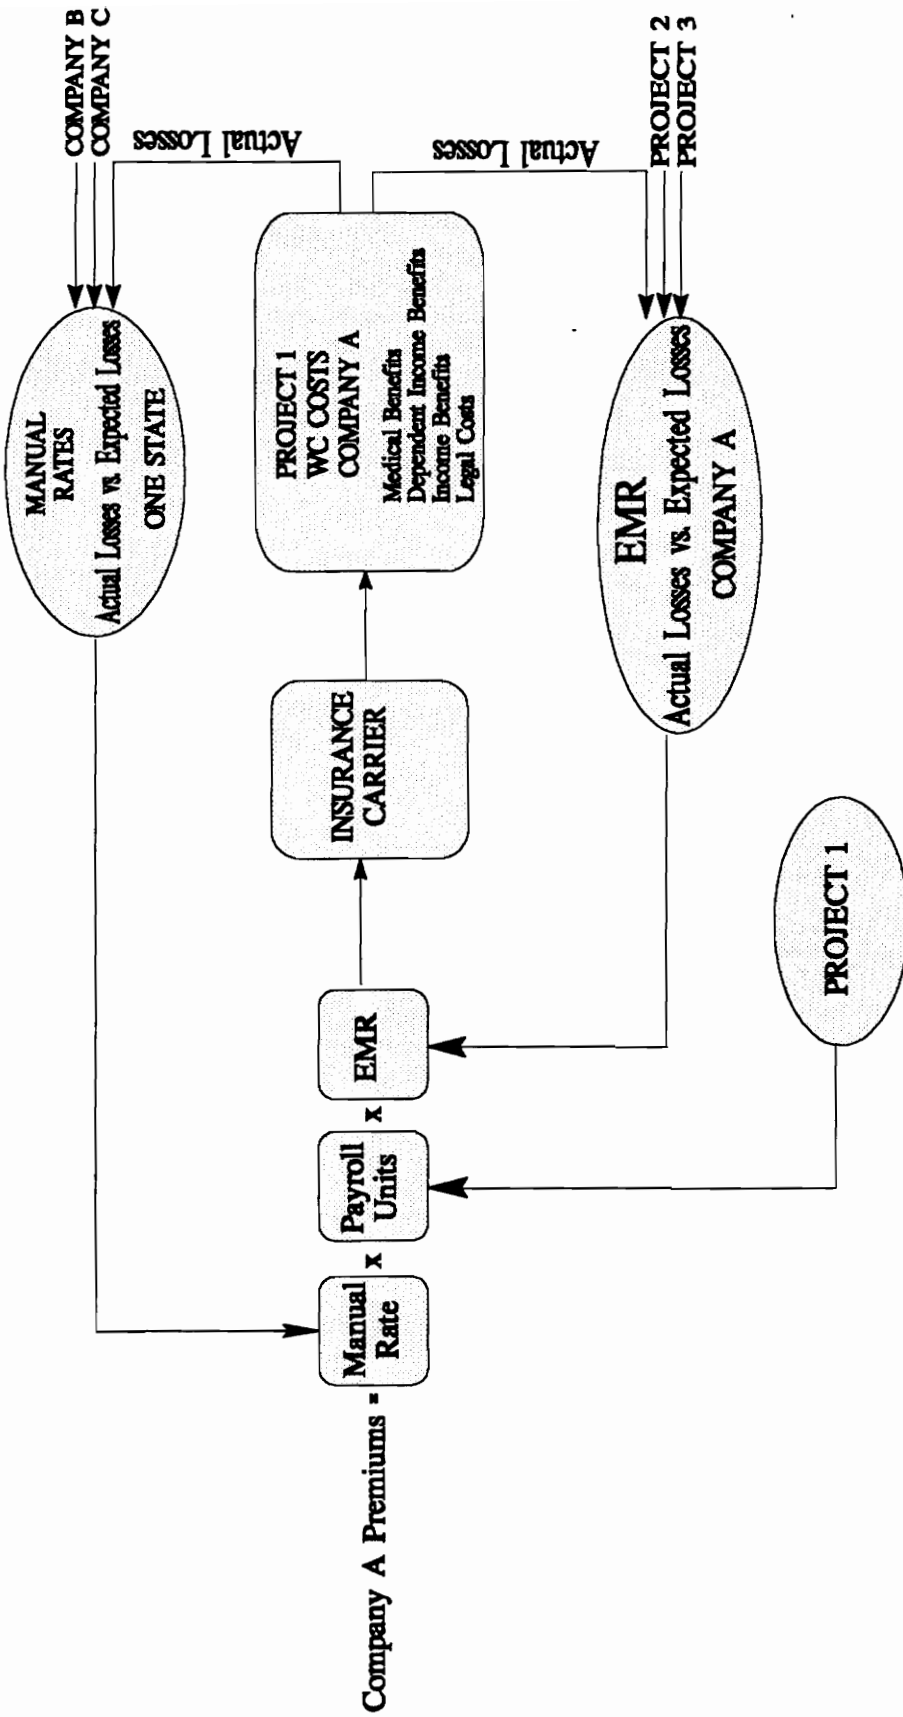 COMPANY B
COMPANY C
MANUAL
RATES
Actual Losses vs. Expected Losses
ONE STATE
Actual Losses
Company A Premiums =
Manual
Rate
x
Payroll
Units
x
EMR
INSURANCE
CARRIER
PROJECT 1
WC COSTS
COMPANY A
Medical Benefits
Dependent Income Benefits
Income Benefits
Legal Costs
Actual Losses
PROJECT 2
PROJECT 3
EMR
Actual Losses vs. Expected Losses
COMPANY A
PROJECT 1